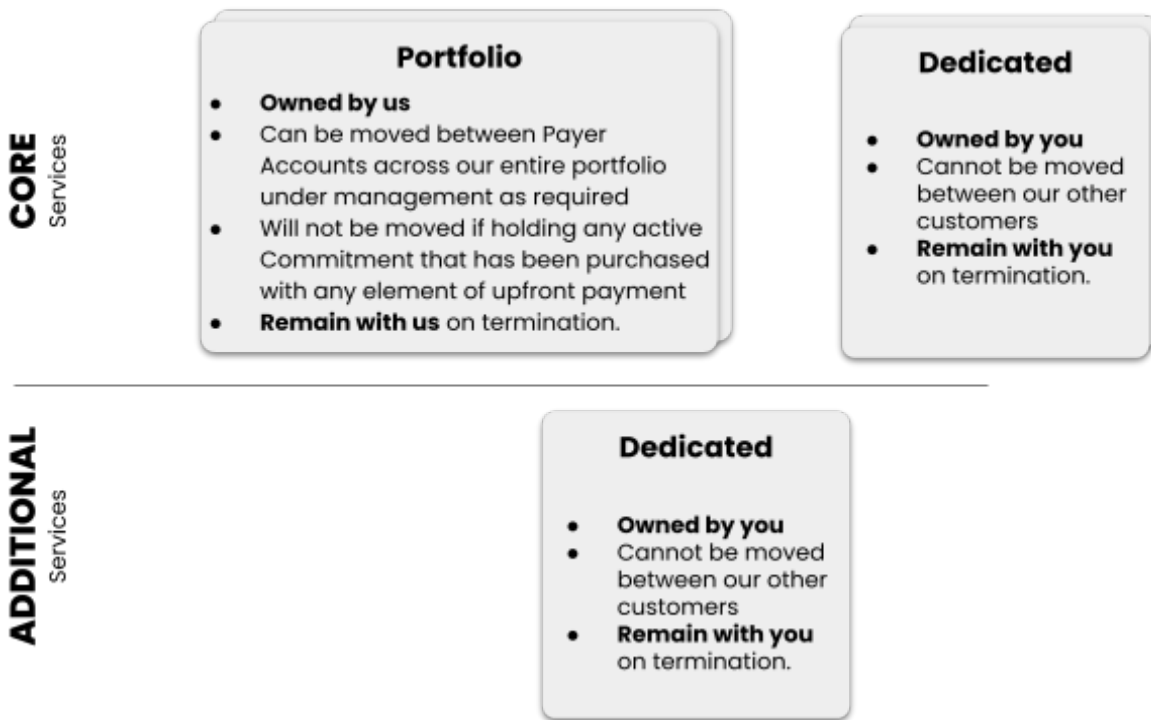 CORE
Services
Portfolio
● Owned by us
● Can be moved between Payer
Accounts across our entire portfolio
under management as required
● Will not be moved if holding any active
Commitment that has been purchased
with any element of upfront payment
● Remain with us on termination.
Dedicated
● Owned by you
● Cannot be moved
between our other
customers
● Remain with you
on termination.
ADDITIONAL
Services
Dedicated
● Owned by you
● Cannot be moved
between our other
customers
● Remain with you
on termination.